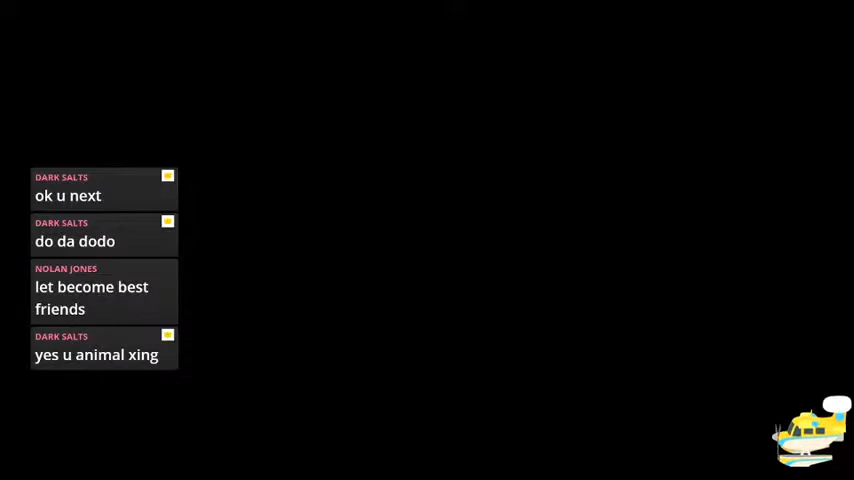 DARK SALTS
ok u next
DARK SALTS
do da dodo
NOLAN JONES
let become best
friends
DARK SALTS
yes u animal xing